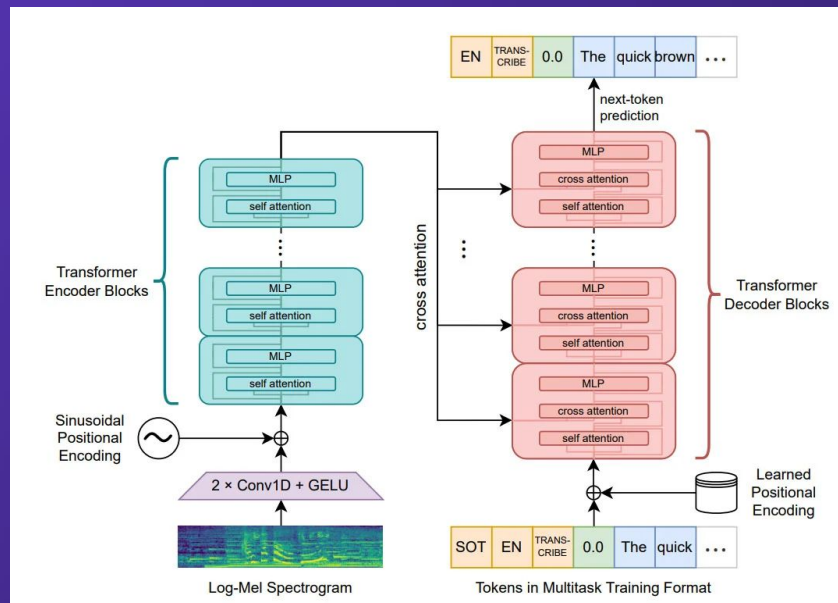 EN TRANS-CRIBE 0.0 The quick brown ...
next-token
prediction
MLP
self attention
...
MLP
self attention
MLP
self attention
Transformer
Encoder Blocks
cross attention
...
MLP
cross attention
self attention
...
MLP
cross attention
self attention
MLP
cross attention
self attention
Transformer
Decoder Blocks
Sinusoidal
Positional
Encoding
2 × Conv1D + GELU
Learned
Positional
Encoding
SOT EN TRANS-CRIBE 0.0 The quick ...
Log-Mel Spectrogram
Tokens in Multitask Training Format